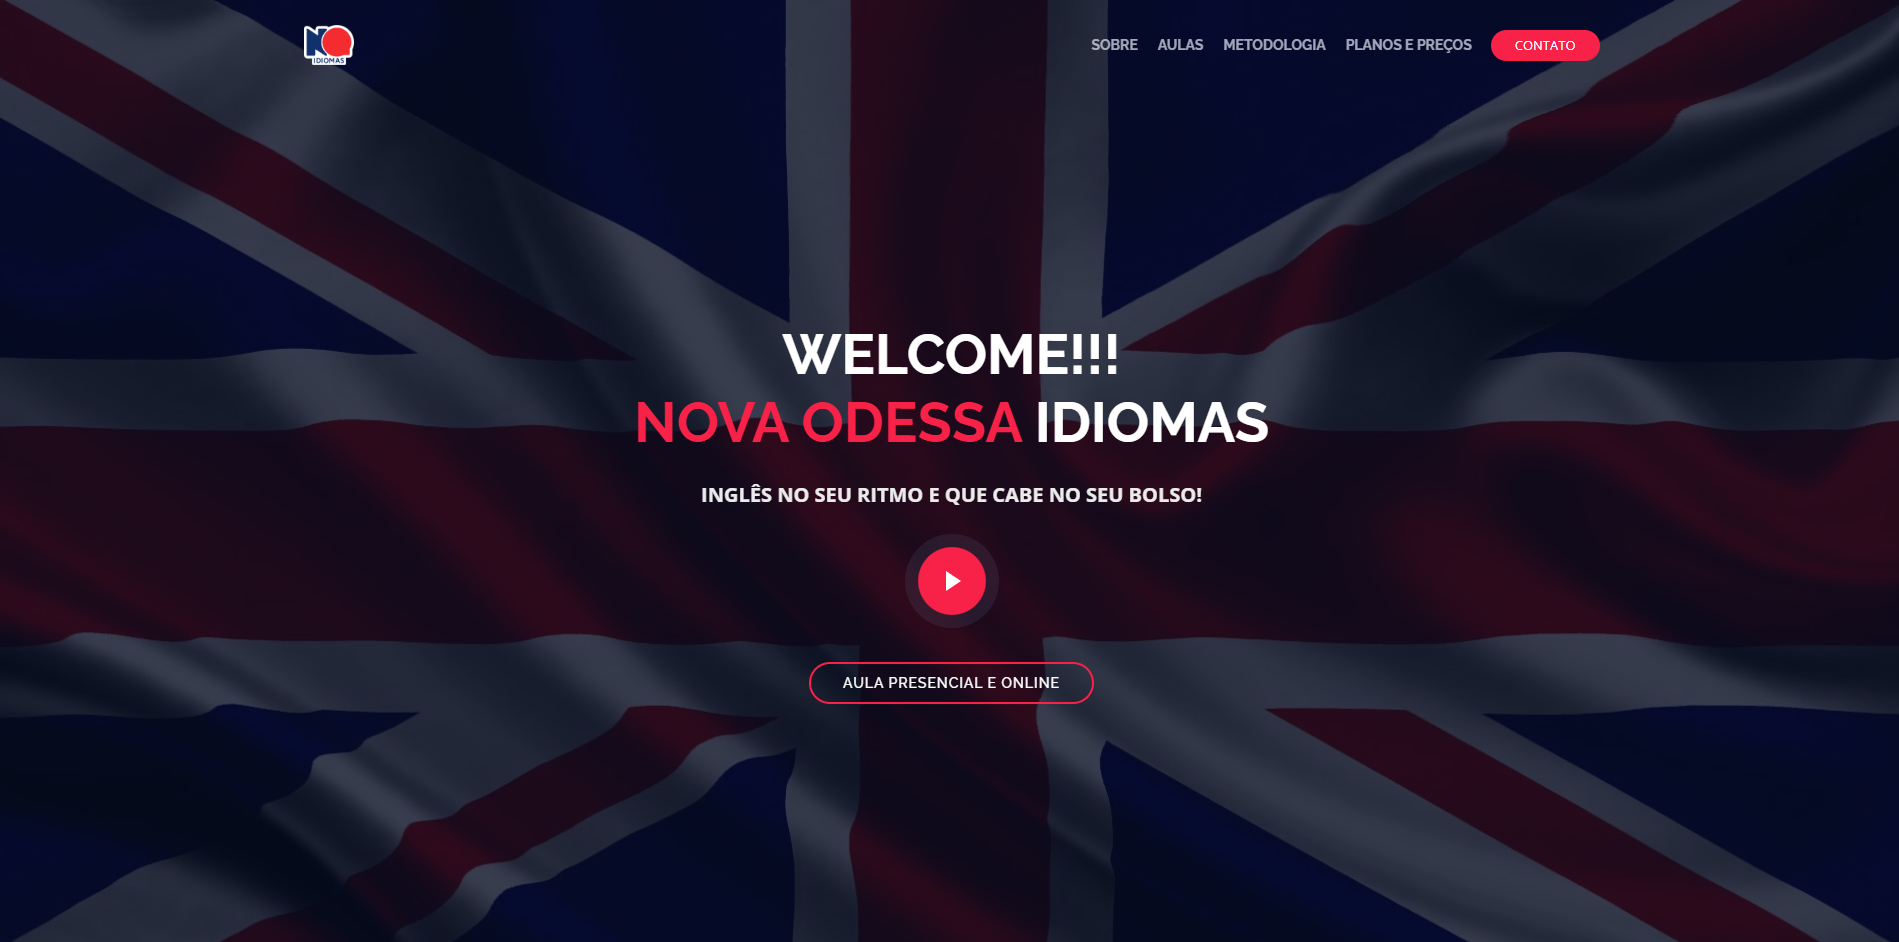 NO
IDIOMAS
SOBRE AULAS METODOLOGIA PLANOS E PREÇOS CONTATO
WELCOME!!!
NOVA ODESSA IDIOMAS
INGLÊS NO SEU RITMO E QUE CABE NO SEU BOLSO!
AULA PRESENCIAL E ONLINE